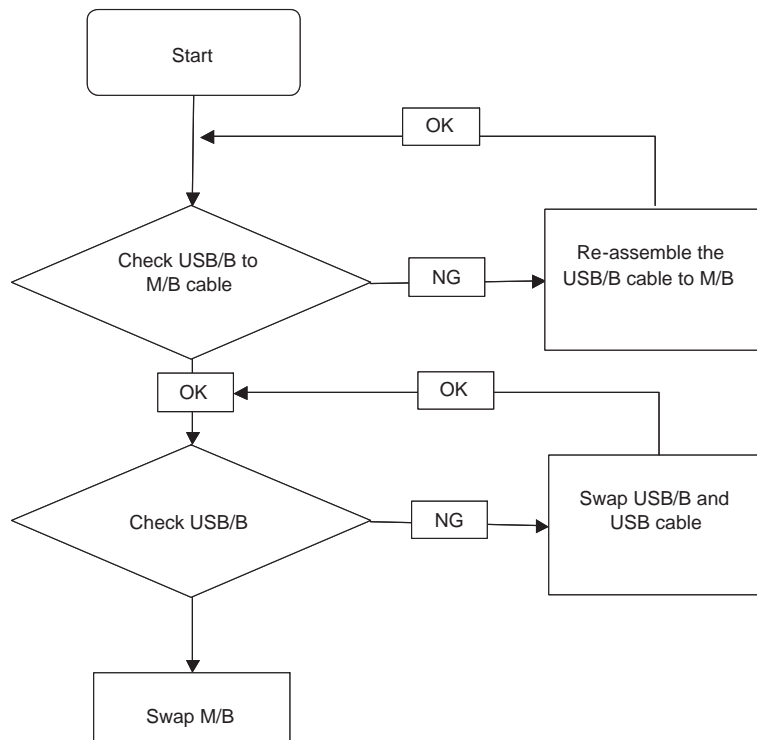 Start
OK
Check USB/B to
M/B cable
NG
Re-assemble the
USB/B cable to M/B
OK
OK
Check USB/B
NG
Swap USB/B and
USB cable
Swap M/B